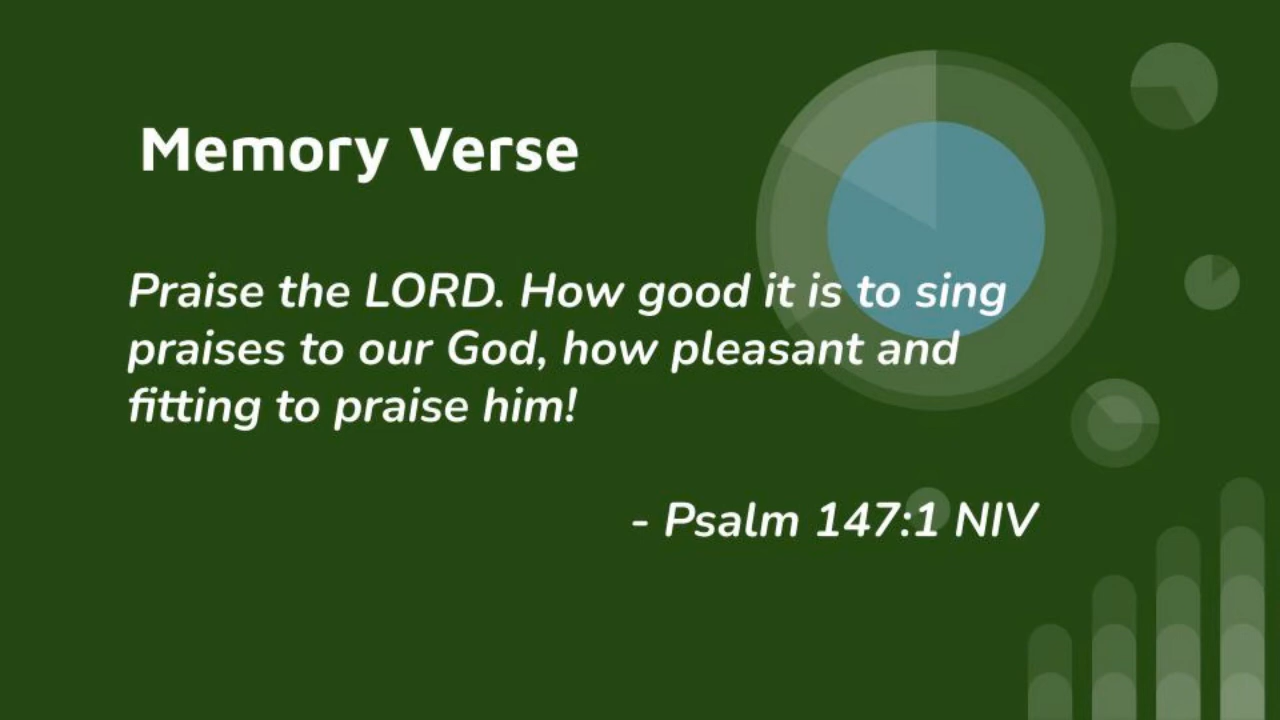 Memory Verse
Praise the LORD. How good it is to sing
praises to our God, how pleasant and
fitting to praise him!
- Psalm 147:1 NIV